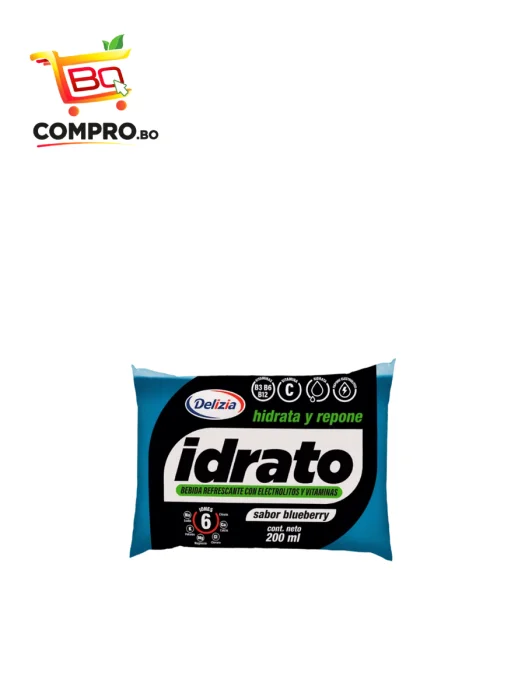 BO
COMPRO.BO
B3 B6
B12
C
Delizia
hidrata y repone
idrato
BEBIDA REFRESCANTE CON ELECTROLITOS Y VITAMINAS
IONES
6
sabor blueberry
cont. neto
200 ml